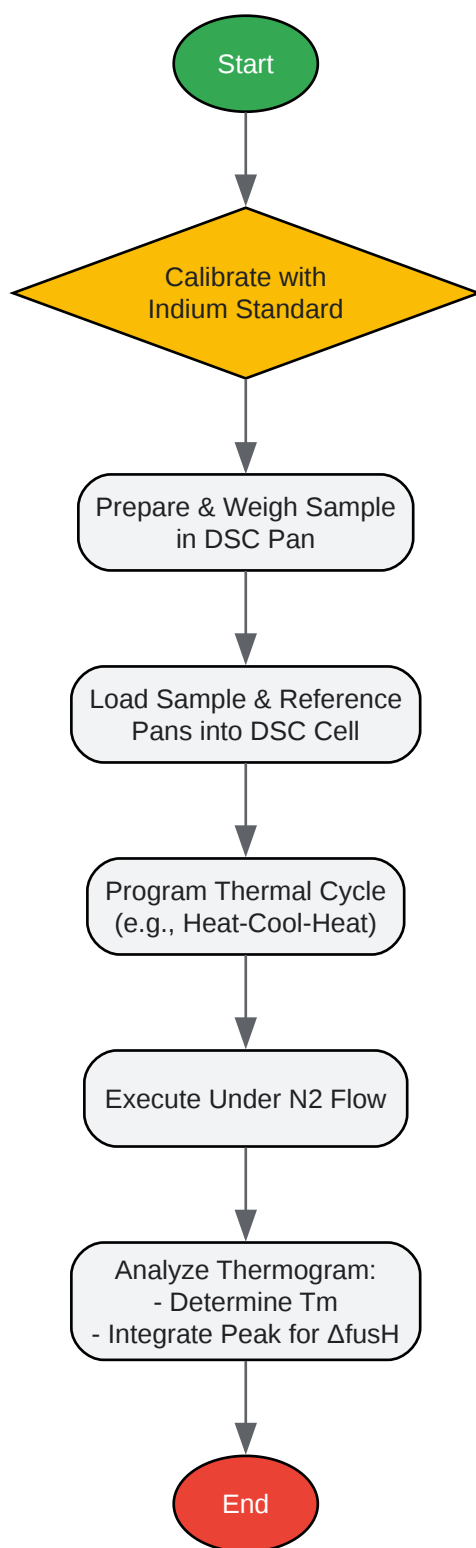 Start
Calibrate with
Indium Standard
Prepare & Weigh Sample
in DSC Pan
Load Sample & Reference
Pans into DSC Cell
Program Thermal Cycle
(e.g., Heat-Cool-Heat)
Execute Under N2 Flow
Analyze Thermogram:
- Determine Tm
- Integrate Peak for ΔfusH
End